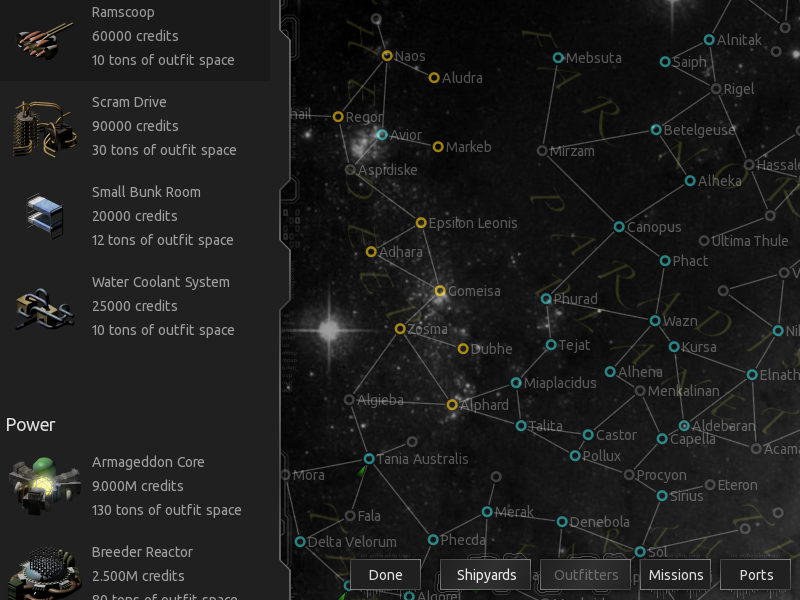 Ramscoop
60000 credits
10 tons of outfit space
Scram Drive
90000 credits
30 tons of outfit space
Small Bunk Room
20000 credits
12 tons of outfit space
Water Coolant System
25000 credits
10 tons of outfit space
Power
Armageddon Core
9.000M credits
130 tons of outfit space
Breeder Reactor
2.500M credits
80 tons of outfit space
Naos
Mebsuta
Alnitak
Saiph
Aludra
Rigel
Regor
Avior
Betelgeuse
Markeb
Mirzam
Aspidiske
Alheka
Epsilon Leonis
Canopus
Ultima Thule
Adhara
Phact
Gomeisa
Phurad
Zosma
Wazn
Dubhe
Tejat
Kursa
Alhena
Elnath
Miaplacidus
Menkalinan
Algieba
Alphard
Talita
Castor
Aldebaran
Capella
Pollux
Tania Australis
Mora
Procyon
Eteron
Sirius
Fala
Merak
Denebola
Delta Velorum
Phecda
Sol
Done
Shipyards
Outfitters
Missions
Ports